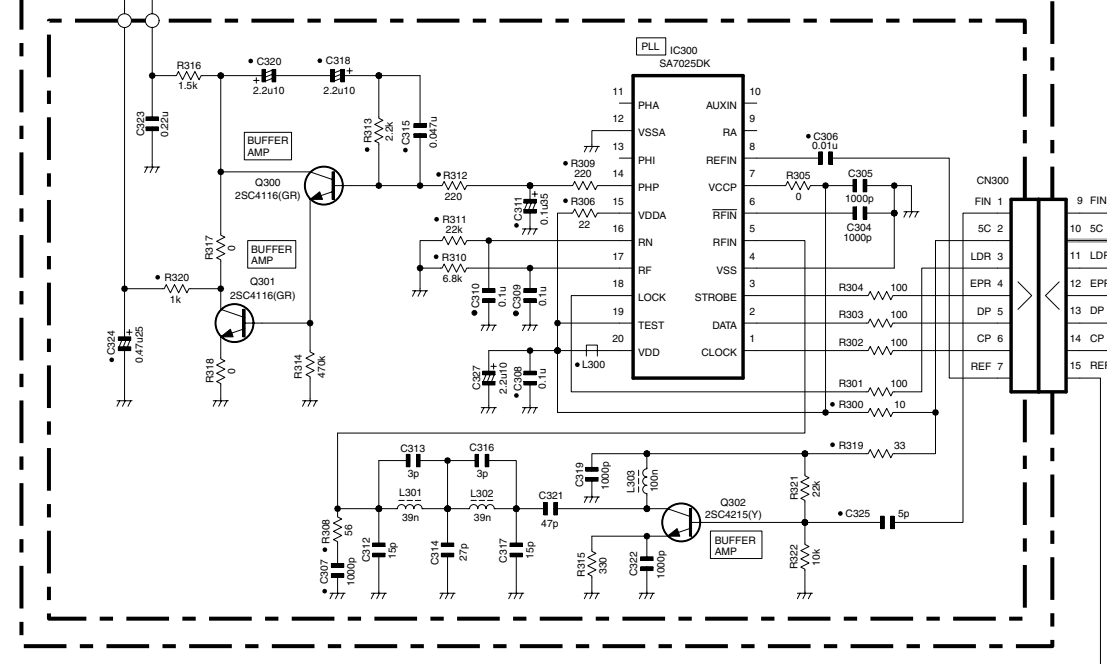 PLL IC300
SA7025DK
R316
1.5k
• C320
+
2.2u10
• C318
+
2.2u10
C323
0.22u
• R313
2.2k
• C315
0.047u
BUFFER
AMP
Q300
2SC4116(GR)
• R312
220
• R309
220
• C311
0.1u35
• R306
22
• R311
22k
• R310
6.8k
• C310
0.1u
• C309
0.1u
R317
0
BUFFER
AMP
Q301
2SC4116(GR)
• R320
1k
• C324
+
0.47u25
R318
0
R314
470k
C327
+
2.2u10
• C308
0.1u
• L300
11 PHA
12 VSSA
13 PHI
14 PHP
15 VDDA
16 RN
17 RF
18 LOCK
19 TEST
20 VDD
AUXIN 10
RA 9
REFIN 8
VCCP 7
RFIN 6
RFIN 5
VSS 4
STROBE 3
DATA 2
CLOCK 1
• C306
0.01u
R305
0
C305
1000p
C304
1000p
R304 100
R303 100
R302 100
R301 100
• R300 10
• R319 33
CN300
FIN 1
5C 2
LDR 3
EPR 4
DP 5
CP 6
REF 7
9 FIN
10 5C
11 LDR
12 EPR
13 DP
14 CP
15 REF
C313
3p
C316
3p
L301
39n
L302
39n
C321
47p
• R308
56
• C307
1000p
C312
15p
C314
27p
C317
15p
C319
1000p
L303
100n
Q302
2SC4215(Y)
BUFFER
AMP
R315
330
C322
1000p
R321
22k
R322
10k
• C325 5p